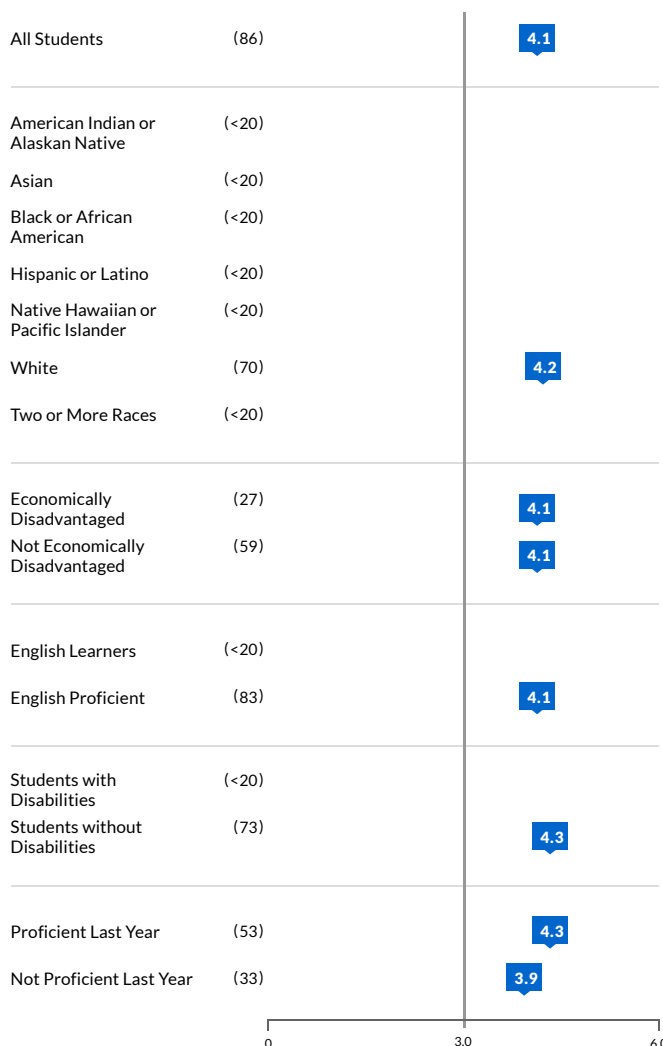 All Students (86) 4.1
American Indian or (<20)
Alaskan Native
Asian (<20)
Black or African (<20)
American
Hispanic or Latino (<20)
Native Hawaiian or (<20)
Pacific Islander
White (70) 4.2
Two or More Races (<20)
Economically (27) 4.1
Disadvantaged
Not Economically (59) 4.1
Disadvantaged
English Learners (<20)
English Proficient (83) 4.1
Students with (<20)
Disabilities
Students without (73) 4.3
Disabilities
Proficient Last Year (53) 4.3
Not Proficient Last Year (33) 3.9
0 3.0 6.0